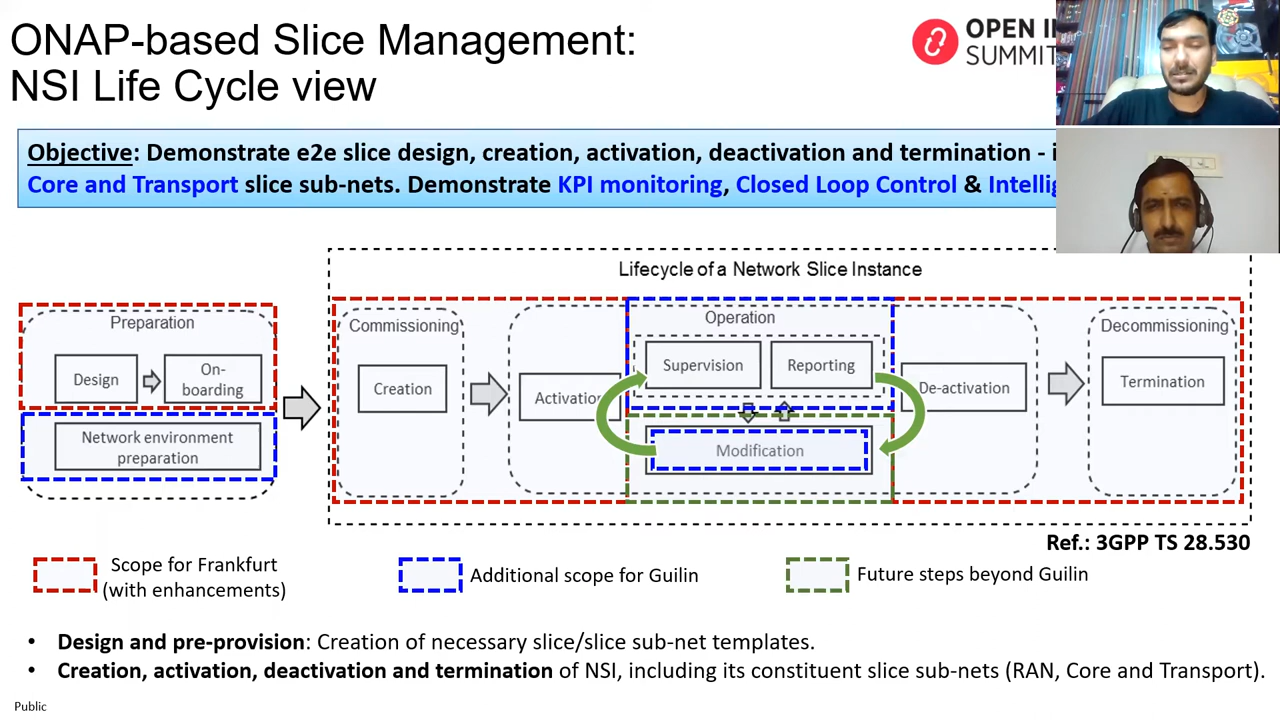 ONAP-based Slice Management:
NSI Life Cycle view
OPEN
SUMMIT
Objective: Demonstrate e2e slice design, creation, activation, deactivation and termination -
Core and Transport slice sub-nets. Demonstrate KPI monitoring, Closed Loop Control &
Lifecycle of a Network Slice Instance
Preparation
Design
On-
boarding
Network environment
preparation
Commissioning
Creation
Activation
Operation
Supervision
Reporting
Modification
De-activation
Decommissioning
Termination
Ref.: 3GPP TS 28.530
Scope for Frankfurt
(with enhancements)
Additional scope for Guilin
Future steps beyond Guilin
• Design and pre-provision: Creation of necessary slice/slice sub-net templates.
• Creation, activation, deactivation and termination of NSI, including its constituent slice sub-nets (RAN, Core and Transport).
Public